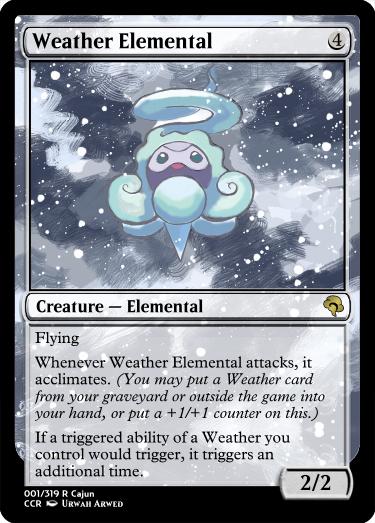 Weather Elemental 4
Creature — Elemental
Flying
Whenever Weather Elemental attacks, it
acclimates. (You may put a Weather card
from your graveyard or outside the game into
your hand, or put a +1/+1 counter on this.)
If a triggered ability of a Weather you
control would trigger, it triggers an
additional time.
2/2
001/319 R Cajun
CCR Urwah Arwed